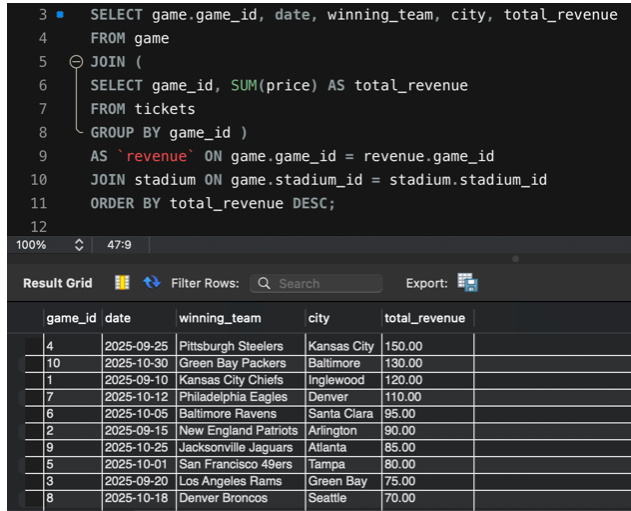 3 SELECT game.game_id, date, winning_team, city, total_revenue
4 FROM game
5 JOIN (
6 SELECT game_id, SUM(price) AS total_revenue
7 FROM tickets
8 GROUP BY game_id )
9 AS `revenue` ON game.game_id = revenue.game_id
10 JOIN stadium ON game.stadium_id = stadium.stadium_id
11 ORDER BY total_revenue DESC;
12
100% 47:9
Result Grid Filter Rows: Search Export:
game_id date winning_team city total_revenue
4 2025-09-25 Pittsburgh Steelers Kansas City 150.00
10 2025-10-30 Green Bay Packers Baltimore 130.00
1 2025-09-10 Kansas City Chiefs Inglewood 120.00
7 2025-10-12 Philadelphia Eagles Denver 110.00
6 2025-10-05 Baltimore Ravens Santa Clara 95.00
2 2025-09-15 New England Patriots Arlington 90.00
9 2025-10-25 Jacksonville Jaguars Atlanta 85.00
5 2025-10-01 San Francisco 49ers Tampa 80.00
3 2025-09-20 Los Angeles Rams Green Bay 75.00
8 2025-10-18 Denver Broncos Seattle 70.00